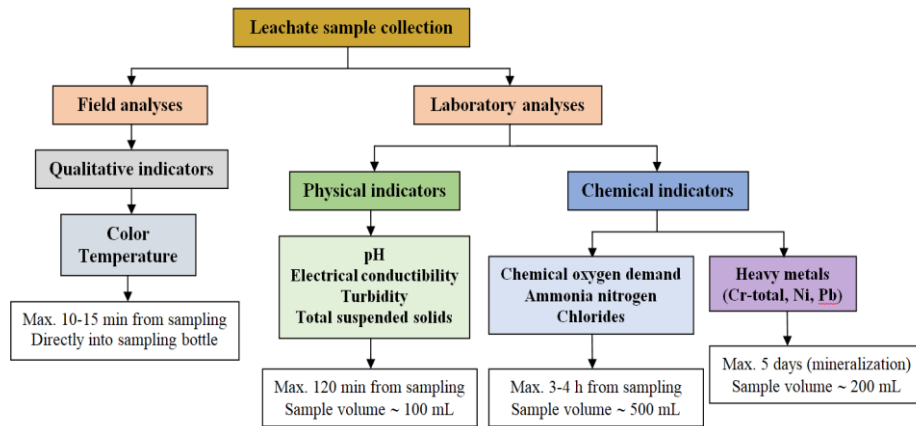 Leachate sample collection
Field analyses
Laboratory analyses
Qualitative indicators
Physical indicators
Chemical indicators
Color
Temperature
pH
Electrical conductibility
Turbidity
Total suspended solids
Chemical oxygen demand
Ammonia nitrogen
Chlorides
Heavy metals
(Cr-total, Ni, Pb)
Max. 10-15 min from sampling
Directly into sampling bottle
Max. 120 min from sampling
Sample volume ~ 100 mL
Max. 3-4 h from sampling
Sample volume ~ 500 mL
Max. 5 days (mineralization)
Sample volume ~ 200 mL